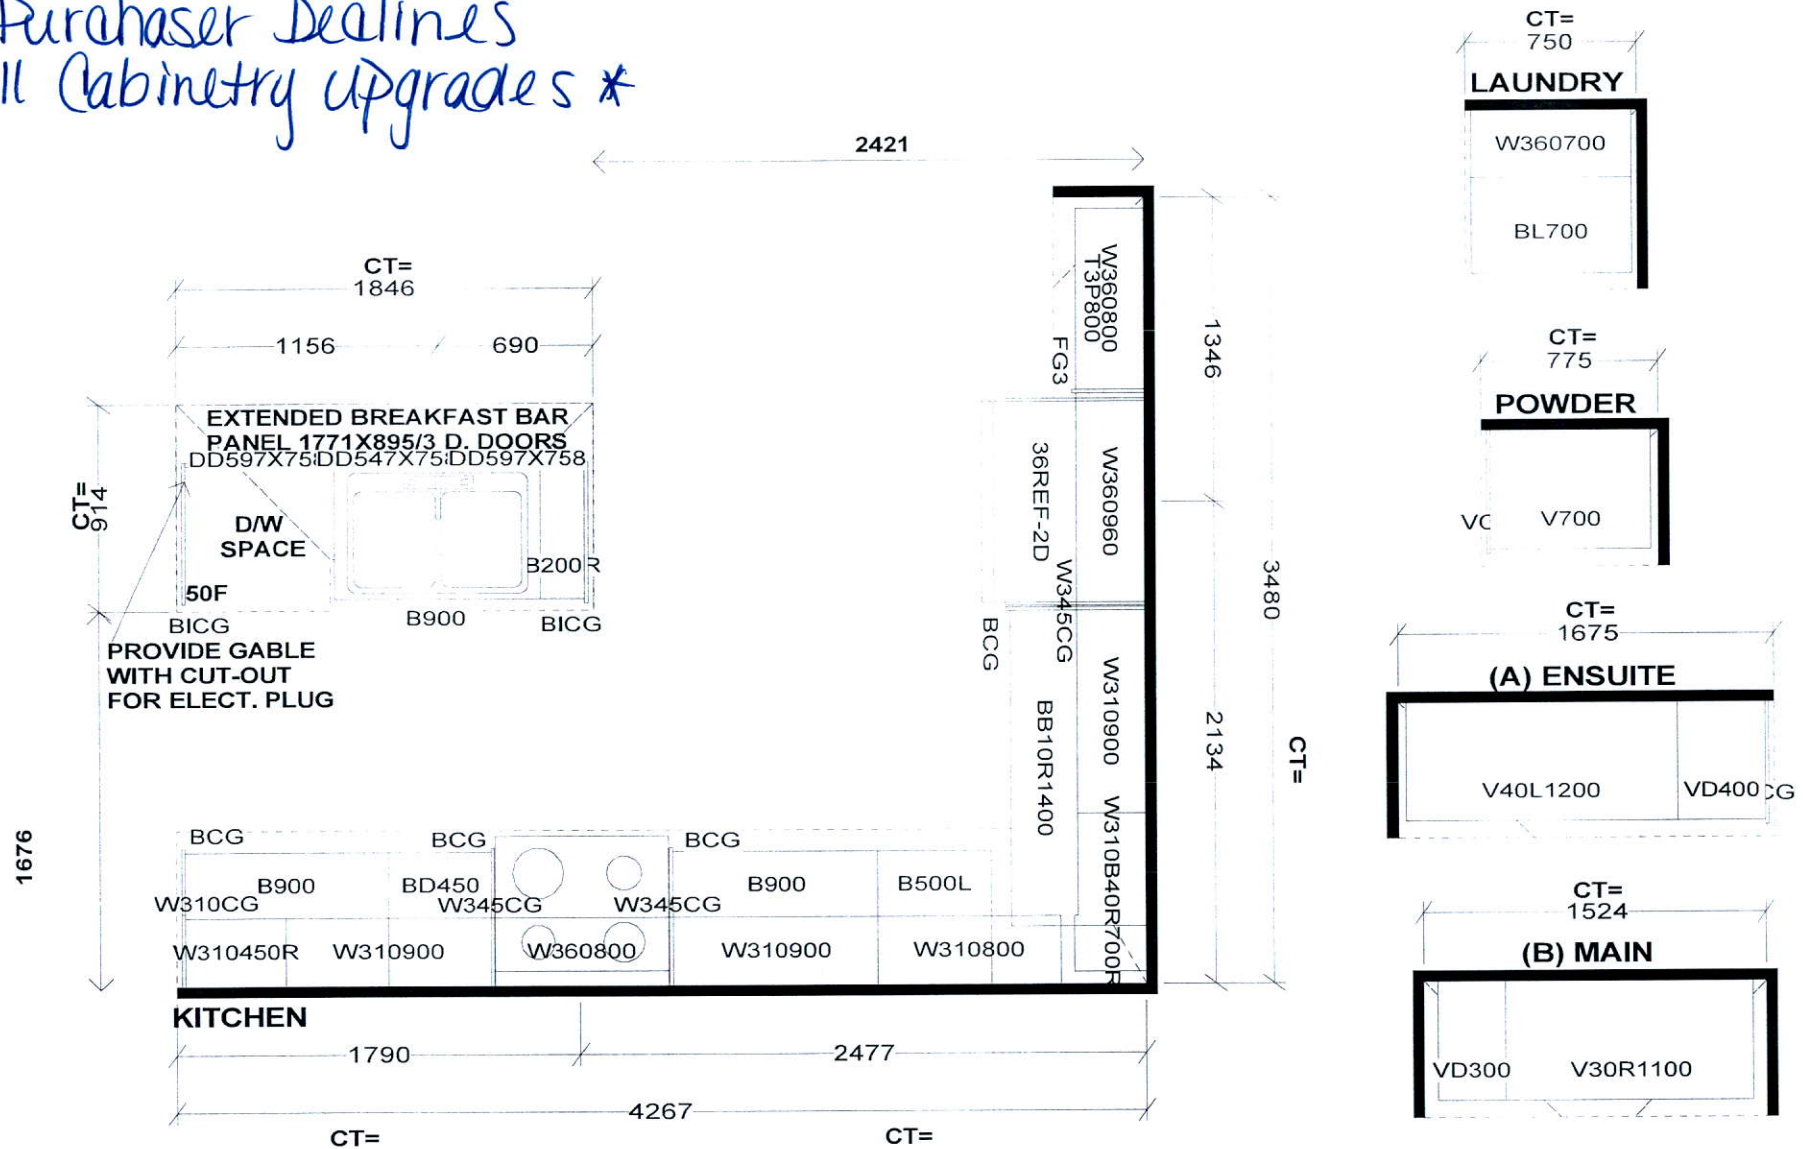 Purchaser Declines
ll Cabinetry upgrades *
CT=
750
LAUNDRY
W360700
BL700
2421
CT=
1846
1156
690
EXTENDED BREAKFAST BAR
PANEL 1771X895/3 D. DOORS
DD597X75 DD547X75 DD597X758
CT=
914
D/W
SPACE
50F
B200R
BICG
B900
BICG
PROVIDE GABLE
WITH CUT-OUT
FOR ELECT. PLUG
1676
W360800
T3P800
FG3
1346
36REF-2D
W360960
W345CG
BCG
3480
W310900
BB10R1400
2134
CT=
W310B40R700R
BCG
BCG
BCG
B900
BD450
B900
B500L
W310CG
W345CG
W345CG
W310450R
W310900
W360800
W310900
W310800
KITCHEN
1790
2477
4267
CT=
CT=
CT=
775
POWDER
VC
V700
CT=
1675
(A) ENSUITE
V40L1200
VD400
CG
CT=
1524
(B) MAIN
VD300
V30R1100